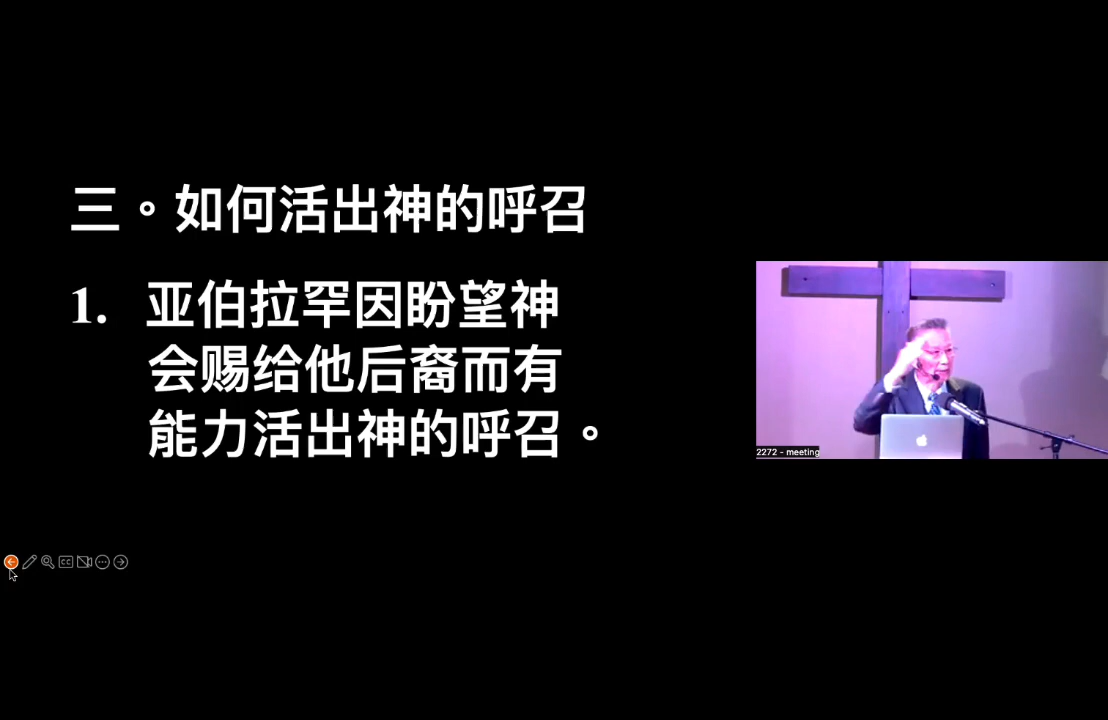 三。如何活出神的呼召
1. 亚伯拉罕因盼望神
会赐给他后裔而有
能力活出神的呼召。
2272 - meeting
CC